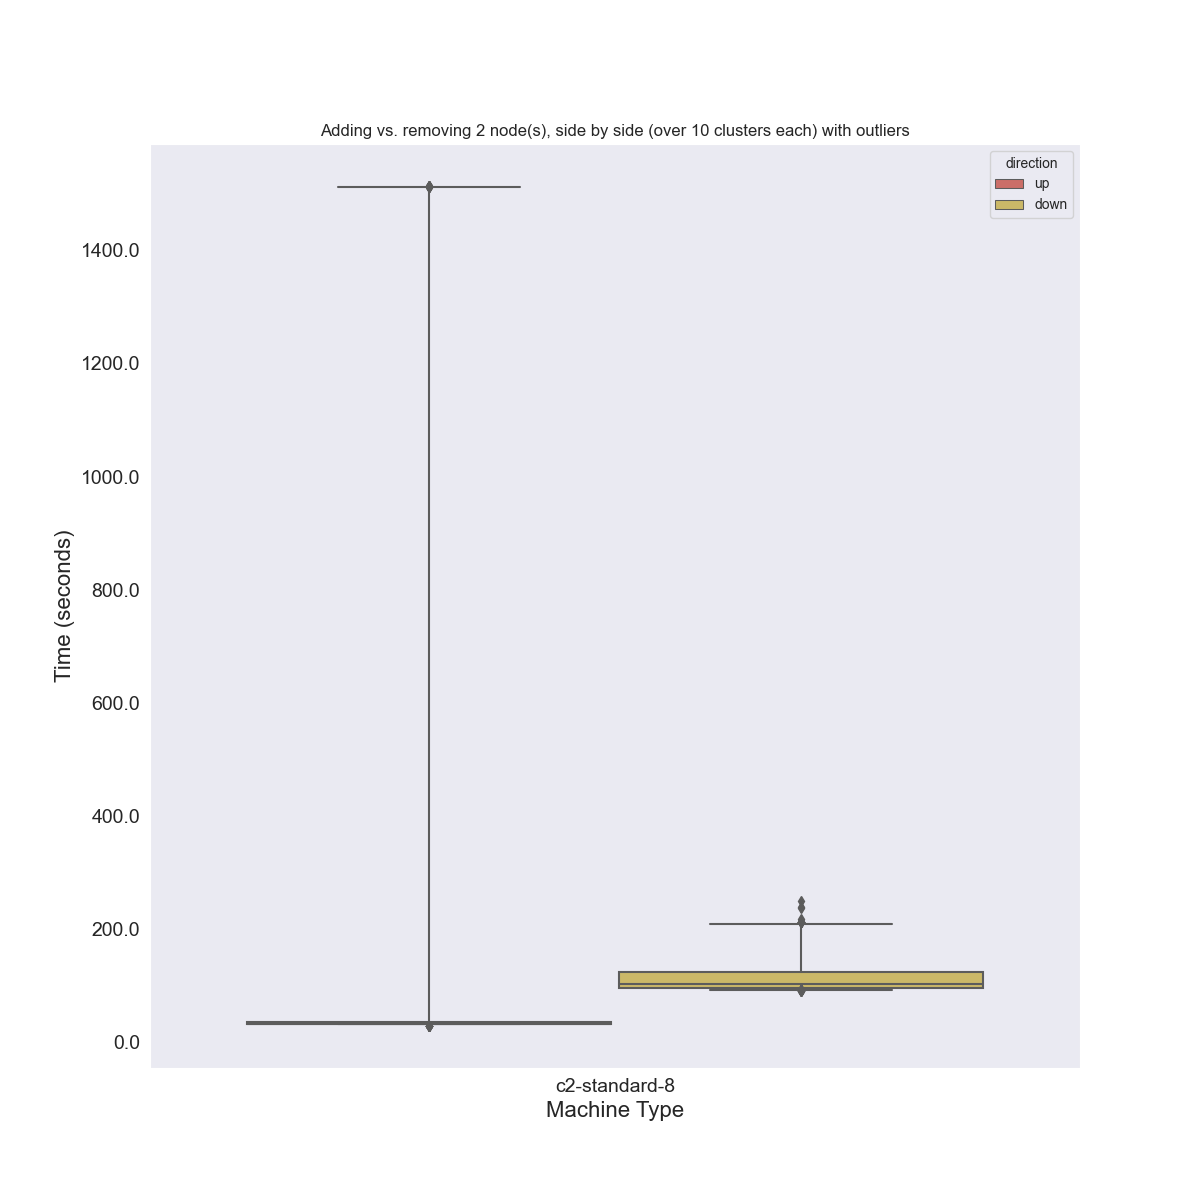 Adding vs. removing 2 node(s), side by side (over 10 clusters each) with outliers
direction
up
down
1400.0
1200.0
1000.0
800.0
600.0
400.0
200.0
0.0
Time (seconds)
c2-standard-8
Machine Type